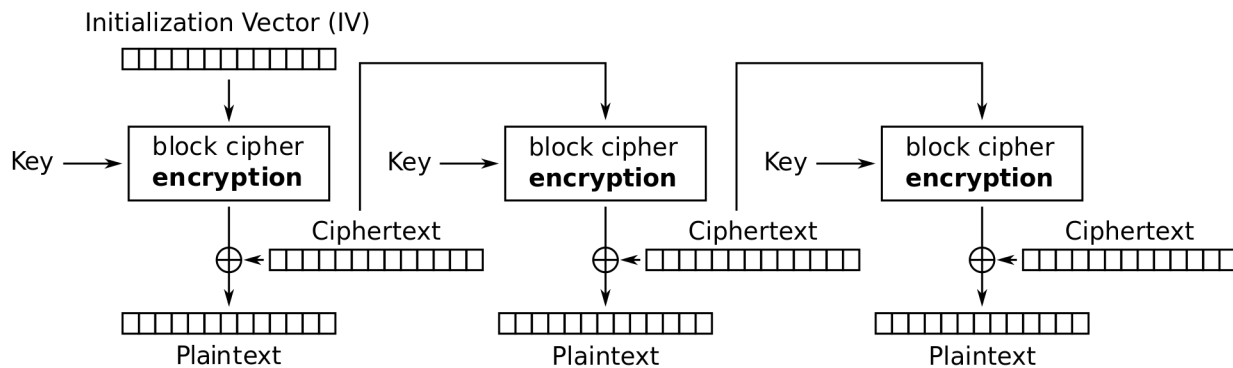 Initialization Vector (IV)
Key
block cipher
encryption
Ciphertext
Plaintext
Key
block cipher
encryption
Ciphertext
Plaintext
Key
block cipher
encryption
Ciphertext
Plaintext